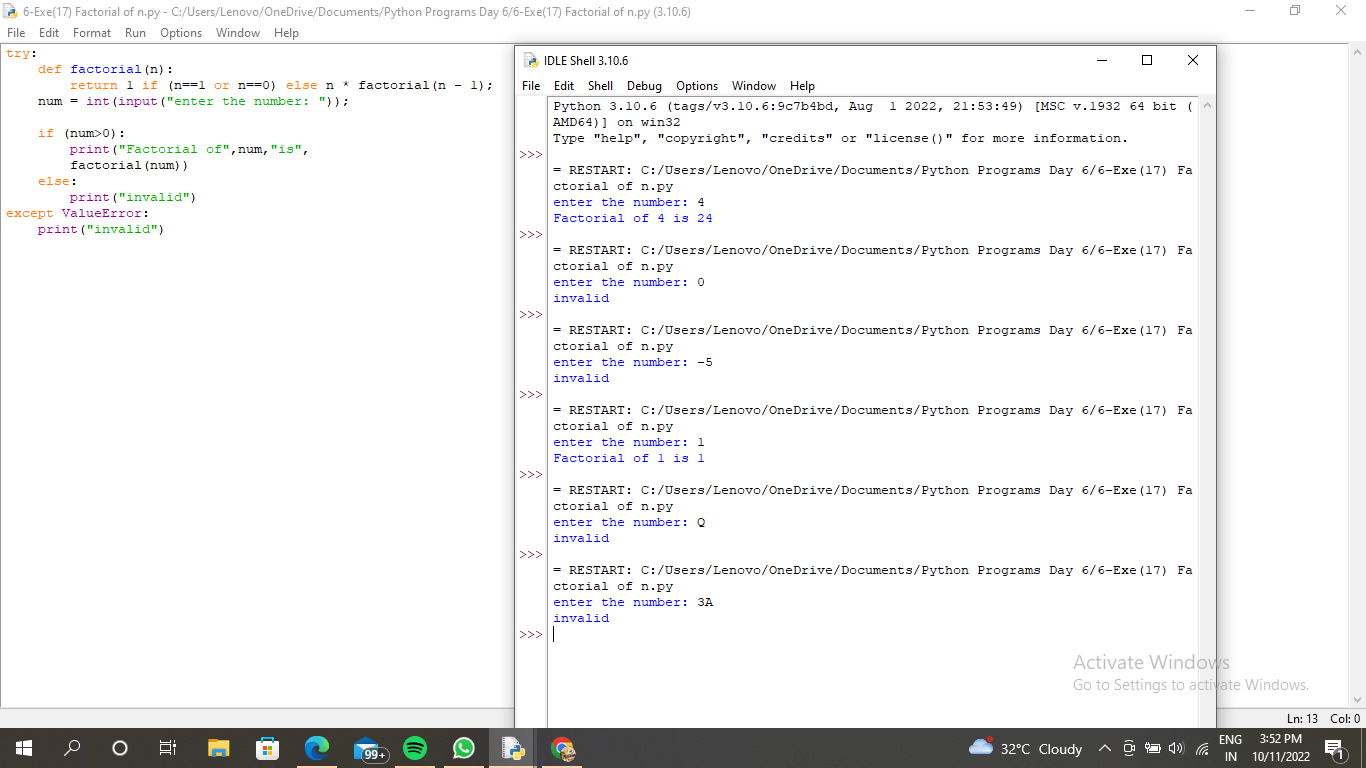 6-Exe(17) Factorial of n.py - C:/Users/Lenovo/OneDrive/Documents/Python Programs Day 6/6-Exe(17) Factorial of n.py (3.10.6)
File Edit Format Run Options Window Help
try:
    def factorial(n):
        return 1 if (n==1 or n==0) else n * factorial(n - 1);
    num = int(input("enter the number: "));

    if (num>0):
        print("Factorial of",num,"is",
        factorial(num))
    else:
        print("invalid")
except ValueError:
    print("invalid")
IDLE Shell 3.10.6
File Edit Shell Debug Options Window Help
Python 3.10.6 (tags/v3.10.6:9c7b4bd, Aug  1 2022, 21:53:49) [MSC v.1932 64 bit (
AMD64)] on win32
Type "help", "copyright", "credits" or "license()" for more information.
>>>
= RESTART: C:/Users/Lenovo/OneDrive/Documents/Python Programs Day 6/6-Exe(17) Fa
ctorial of n.py
enter the number: 4
Factorial of 4 is 24
>>>
= RESTART: C:/Users/Lenovo/OneDrive/Documents/Python Programs Day 6/6-Exe(17) Fa
ctorial of n.py
enter the number: 0
invalid
>>>
= RESTART: C:/Users/Lenovo/OneDrive/Documents/Python Programs Day 6/6-Exe(17) Fa
ctorial of n.py
enter the number: -5
invalid
>>>
= RESTART: C:/Users/Lenovo/OneDrive/Documents/Python Programs Day 6/6-Exe(17) Fa
ctorial of n.py
enter the number: 1
Factorial of 1 is 1
>>>
= RESTART: C:/Users/Lenovo/OneDrive/Documents/Python Programs Day 6/6-Exe(17) Fa
ctorial of n.py
enter the number: Q
invalid
>>>
= RESTART: C:/Users/Lenovo/OneDrive/Documents/Python Programs Day 6/6-Exe(17) Fa
ctorial of n.py
enter the number: 3A
invalid
>>>
Activate Windows
Go to Settings to activate Windows.
Ln: 13 Col: 0
99+
32°C Cloudy
ENG
IN
3:52 PM
10/11/2022
1